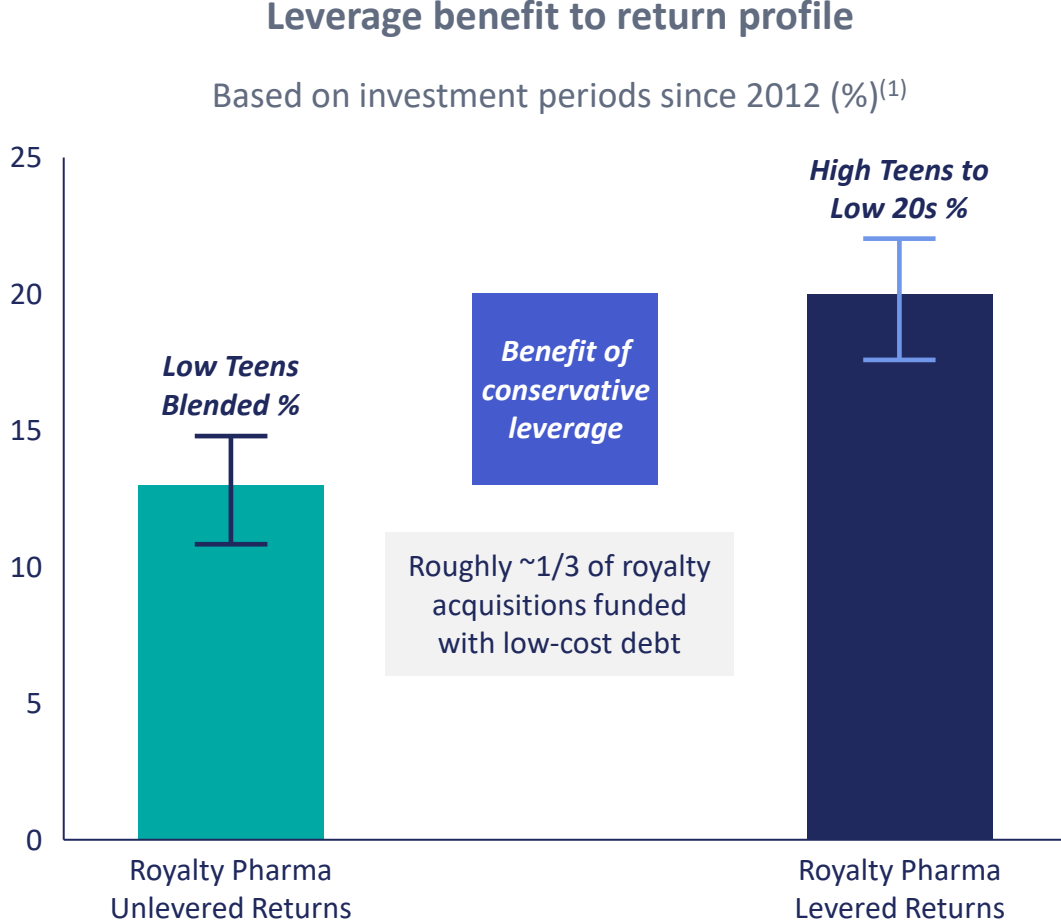 Leverage benefit to return profile
Based on investment periods since 2012 (%)(1)
25
20
15
10
5
0
Low Teens
Blended %
Benefit of
conservative
leverage
Roughly ~1/3 of royalty
acquisitions funded
with low-cost debt
High Teens to
Low 20s %
Royalty Pharma
Unlevered Returns
Royalty Pharma
Levered Returns